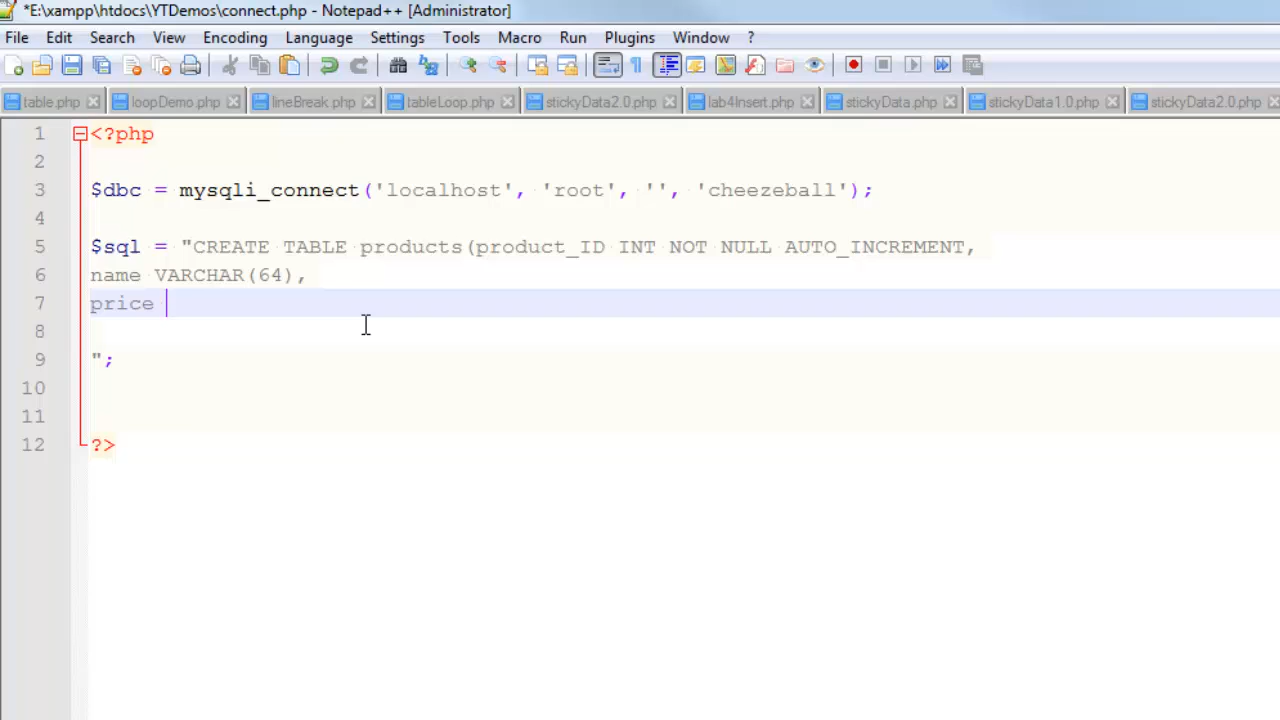 *E:\xampp\htdocs\YTDemos\connect.php - Notepad++ [Administrator]
File Edit Search View Encoding Language Settings Tools Macro Run Plugins Window ?
table.php loopDemo.php lineBreak.php tableLoop.php stickyData2.0.php lab4Insert.php stickyData.php stickyData1.0.php stickyData2.0.php
1 <?php
2
3 $dbc = mysqli_connect('localhost', 'root', '', 'cheezeball');
4
5 $sql = "CREATE TABLE products(product_ID INT NOT NULL AUTO_INCREMENT,
6 name VARCHAR(64),
7 price
8
9 ";
10
11
12 ?>